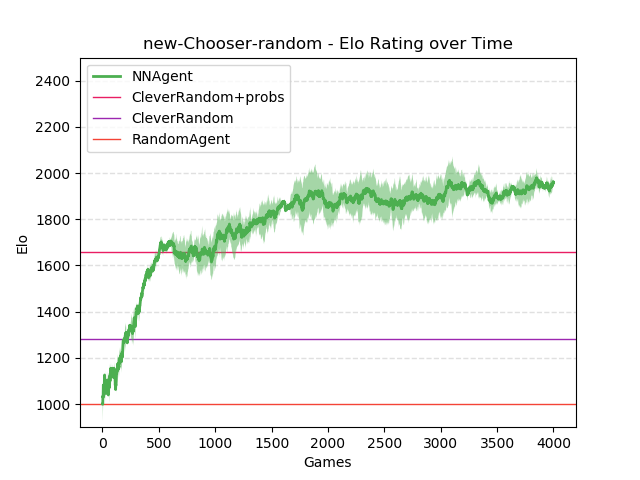 new-Chooser-random - Elo Rating over Time
NNAgent
CleverRandom+probs
CleverRandom
RandomAgent
2400
2200
2000
1800
1600
1400
1200
1000
Elo
0 500 1000 1500 2000 2500 3000 3500 4000
Games